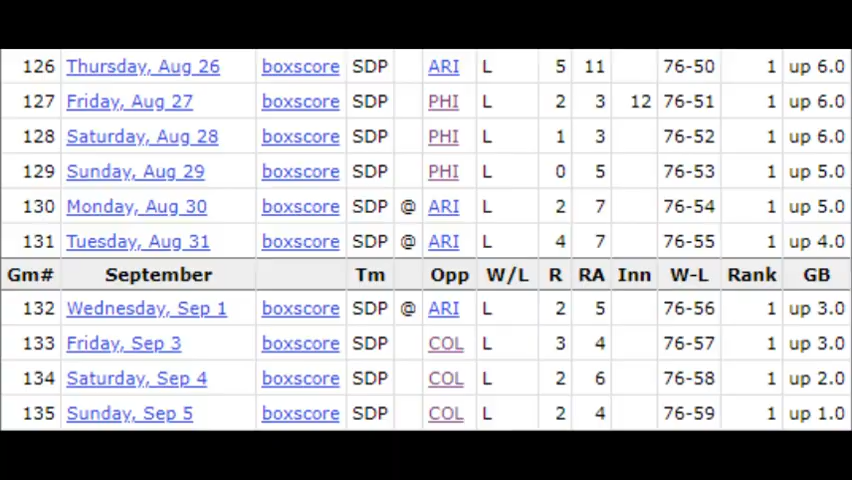 126 Thursday, Aug 26 boxscore SDP ARI L 5 11 76-50 1 up 6.0
127 Friday, Aug 27 boxscore SDP PHI L 2 3 12 76-51 1 up 6.0
128 Saturday, Aug 28 boxscore SDP PHI L 1 3 76-52 1 up 6.0
129 Sunday, Aug 29 boxscore SDP PHI L 0 5 76-53 1 up 5.0
130 Monday, Aug 30 boxscore SDP @ ARI L 2 7 76-54 1 up 5.0
131 Tuesday, Aug 31 boxscore SDP @ ARI L 4 7 76-55 1 up 4.0
Gm# September Tm Opp W/L R RA Inn W-L Rank GB
132 Wednesday, Sep 1 boxscore SDP @ ARI L 2 5 76-56 1 up 3.0
133 Friday, Sep 3 boxscore SDP COL L 3 4 76-57 1 up 3.0
134 Saturday, Sep 4 boxscore SDP COL L 2 6 76-58 1 up 2.0
135 Sunday, Sep 5 boxscore SDP COL L 2 4 76-59 1 up 1.0